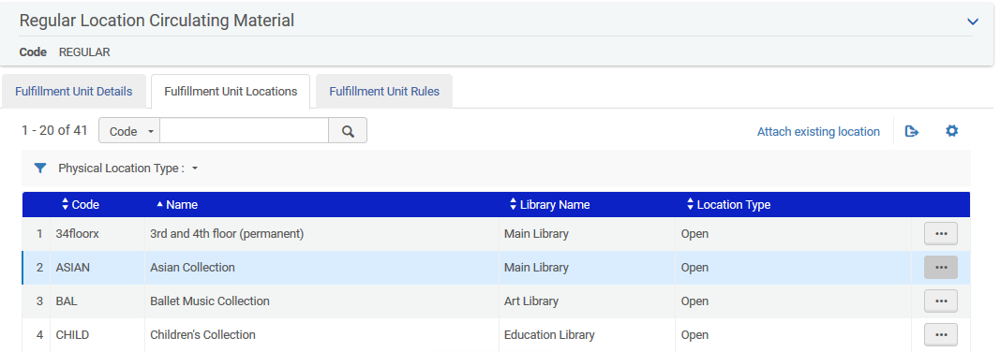 Regular Location Circulating Material
Code REGULAR
Fulfillment Unit Details Fulfillment Unit Locations Fulfillment Unit Rules
1 - 20 of 41 Code Attach existing location
Physical Location Type :
Code Name Library Name Location Type
1 34floorx 3rd and 4th floor (permanent) Main Library Open
2 ASIAN Asian Collection Main Library Open
3 BAL Ballet Music Collection Art Library Open
4 CHILD Children's Collection Education Library Open